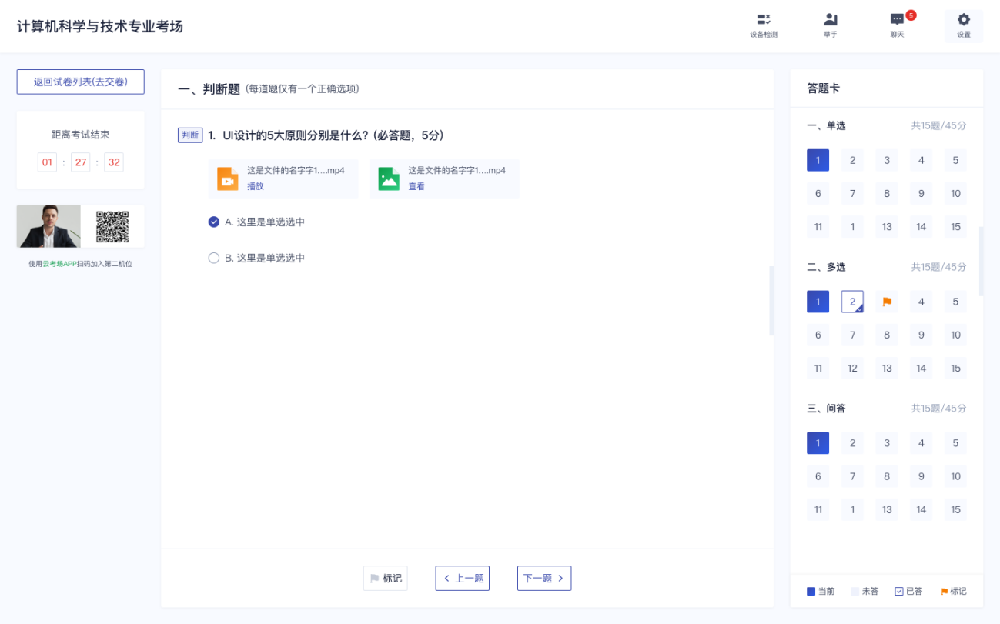 计算机科学与技术专业考场
设备检测
举手
聊天
5
设置
返回试卷列表(去交卷)
距离考试结束
01 : 27 : 32
使用云考场APP扫码加入第二机位
一、判断题 (每道题仅有一个正确选项)
判断 1. UI设计的5大原则分别是什么? (必答题，5分)
这是文件的名字字1....mp4
播放
这是文件的名字字1....mp4
查看
A. 这里是单选选中
B. 这里是单选选中
标记
上一题
下一题
答题卡
一、单选 共15题/45分
1 2 3 4 5
6 7 8 9 10
11 1 13 14 15
二、多选 共15题/45分
1 2 4 5
6 7 8 9 10
11 12 13 14 15
三、问答 共15题/45分
1 2 3 4 5
6 7 8 9 10
11 1 13 14 15
当前 未答 已答 标记